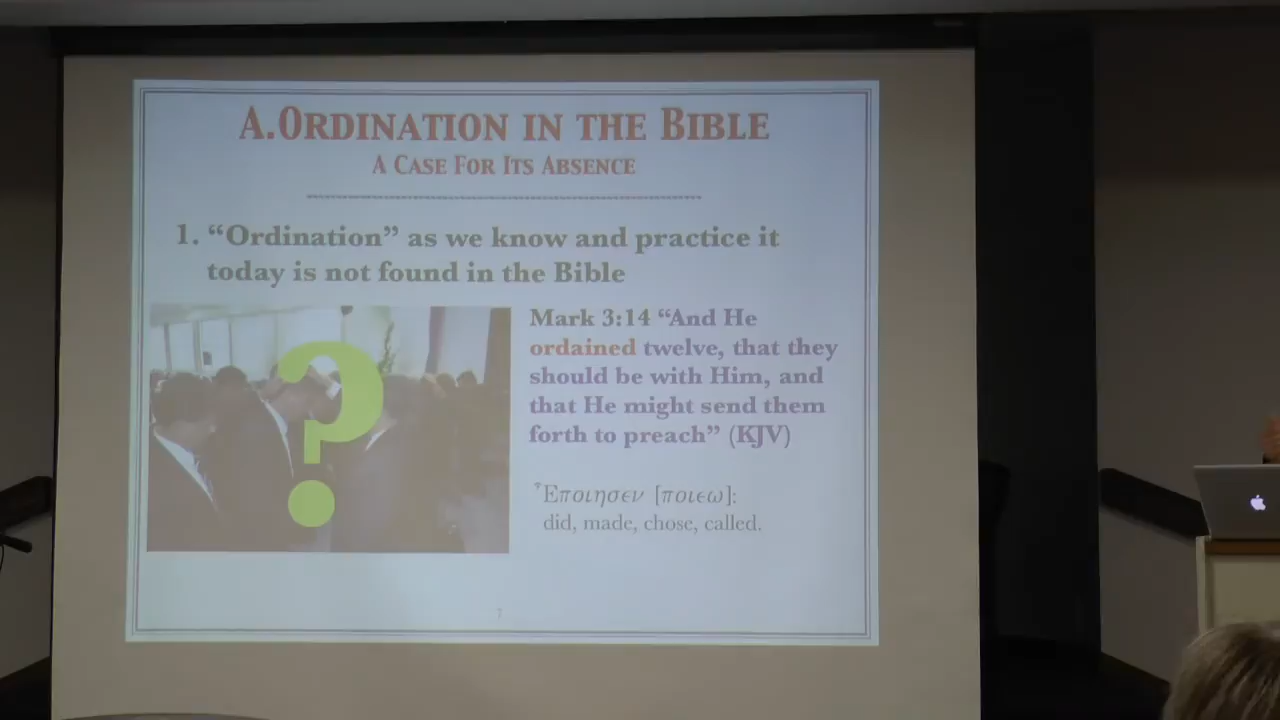 A.ORDINATION IN THE BIBLE
A CASE FOR ITS ABSENCE
1. “Ordination” as we know and practice it
today is not found in the Bible
?
Mark 3:14 “And He
ordained twelve, that they
should be with Him, and
that He might send them
forth to preach” (KJV)
Ἐποιησεν [ποιεω]:
did, made, chose, called.
7